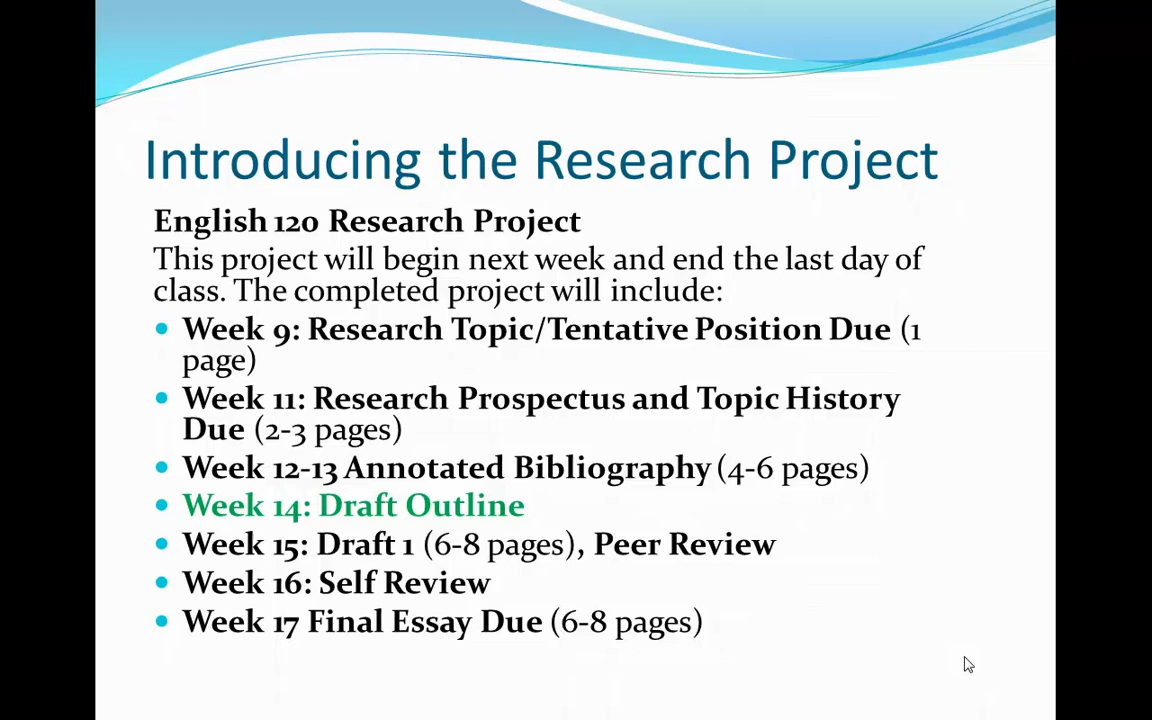 Introducing the Research Project
English 120 Research Project
This project will begin next week and end the last day of
class. The completed project will include:
• Week 9: Research Topic/Tentative Position Due (1
page)
• Week 11: Research Prospectus and Topic History
Due (2-3 pages)
• Week 12-13 Annotated Bibliography (4-6 pages)
• Week 14: Draft Outline
• Week 15: Draft 1 (6-8 pages), Peer Review
• Week 16: Self Review
• Week 17 Final Essay Due (6-8 pages)